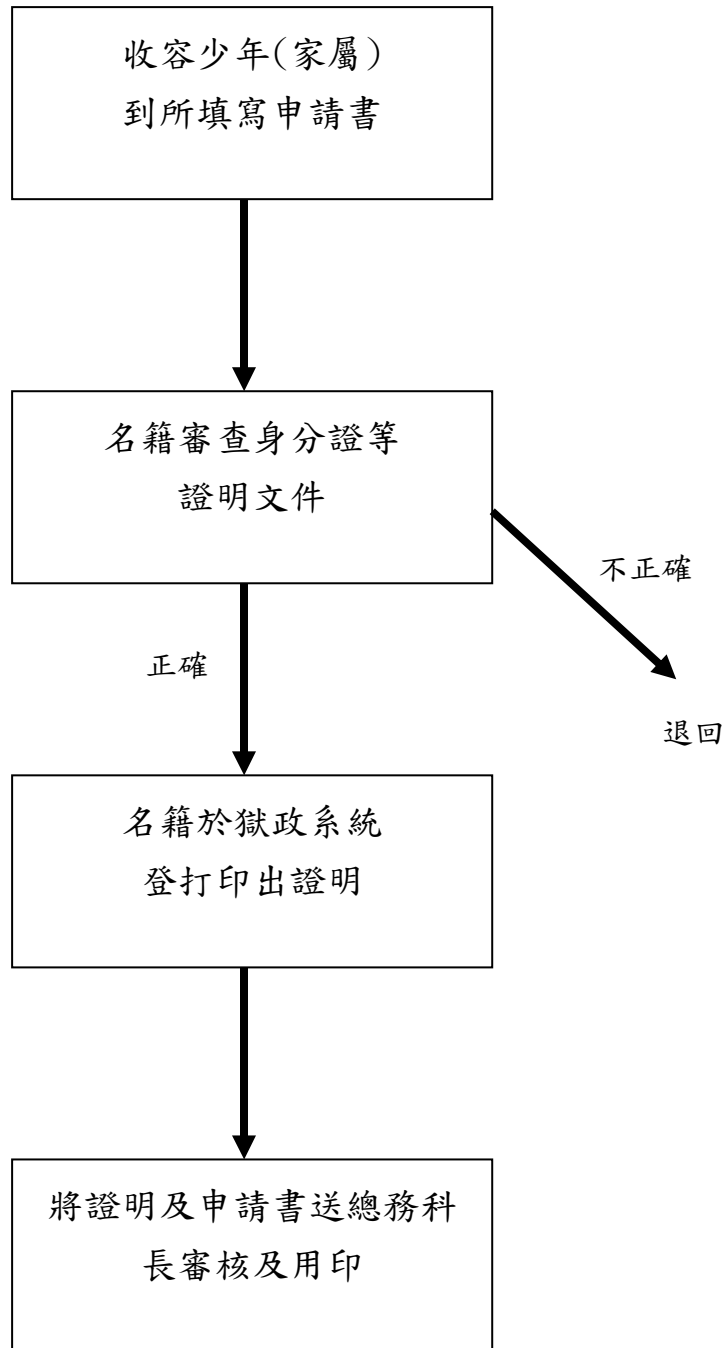 收容少年(家屬)
到所填寫申請書
名籍審查身分證等
證明文件
不正確
正確
退回
名籍於獄政系統
登打印出證明
將證明及申請書送總務科
長審核及用印